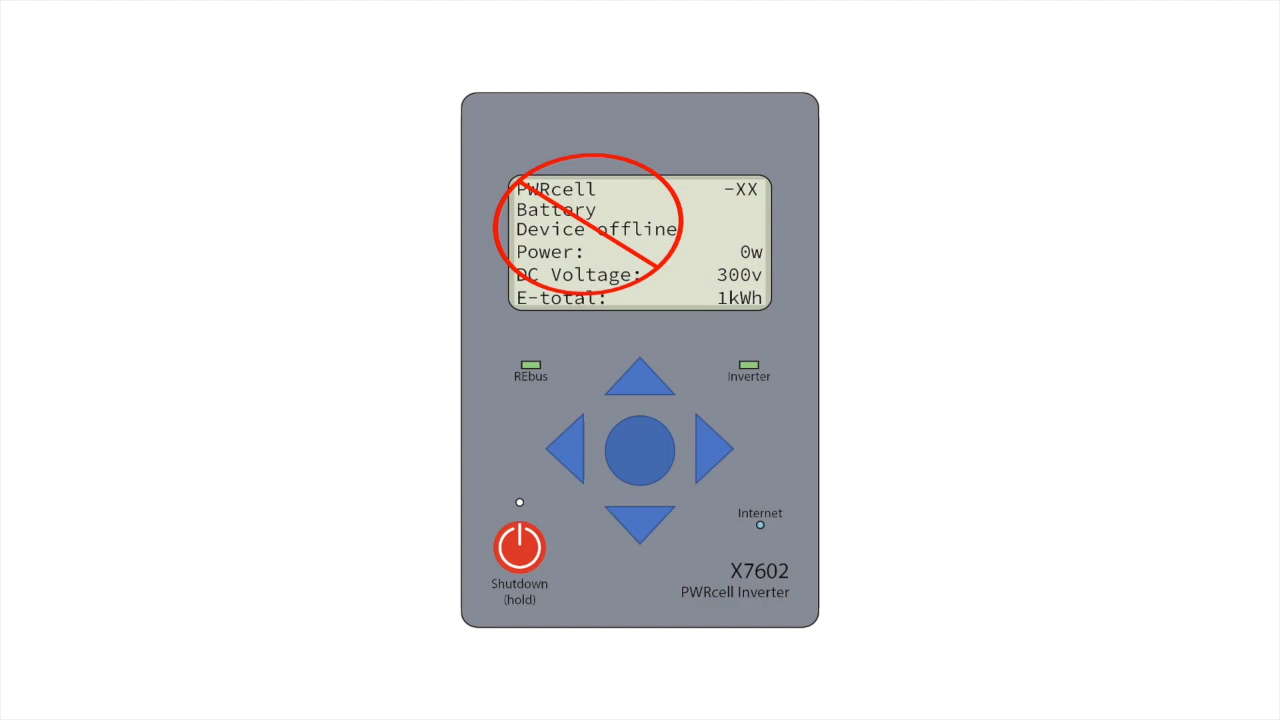 PWRcell -XX
Battery
Device offline
Power: 0w
DC Voltage: 300v
E-total: 1kWh
REbus Inverter
Internet
Shutdown
(hold)
X7602
PWRcell Inverter